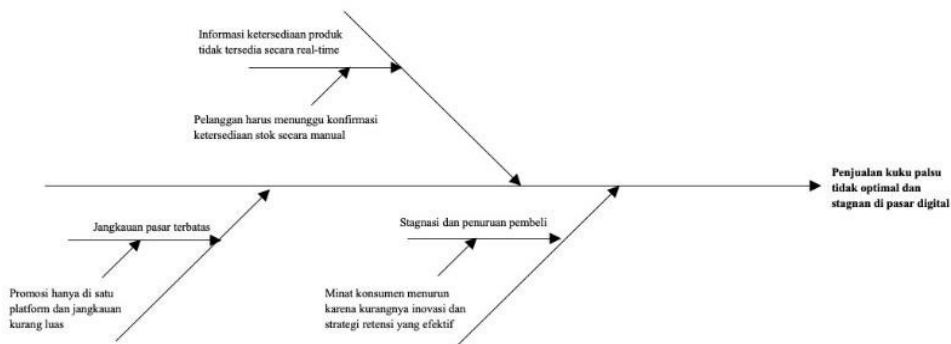 Informasi ketersediaan produk
tidak tersedia secara real-time
Pelanggan harus menunggu konfirmasi
ketersediaan stok secara manual
Penjualan kuku palsu
tidak optimal dan
stagnan di pasar digital
Jangkauan pasar terbatas
Promosi hanya di satu
platform dan jangkauan
kurang luas
Stagnasi dan penuruan pembeli
Minat konsumen menurun
karena kurangnya inovasi dan
strategi retensi yang efektif